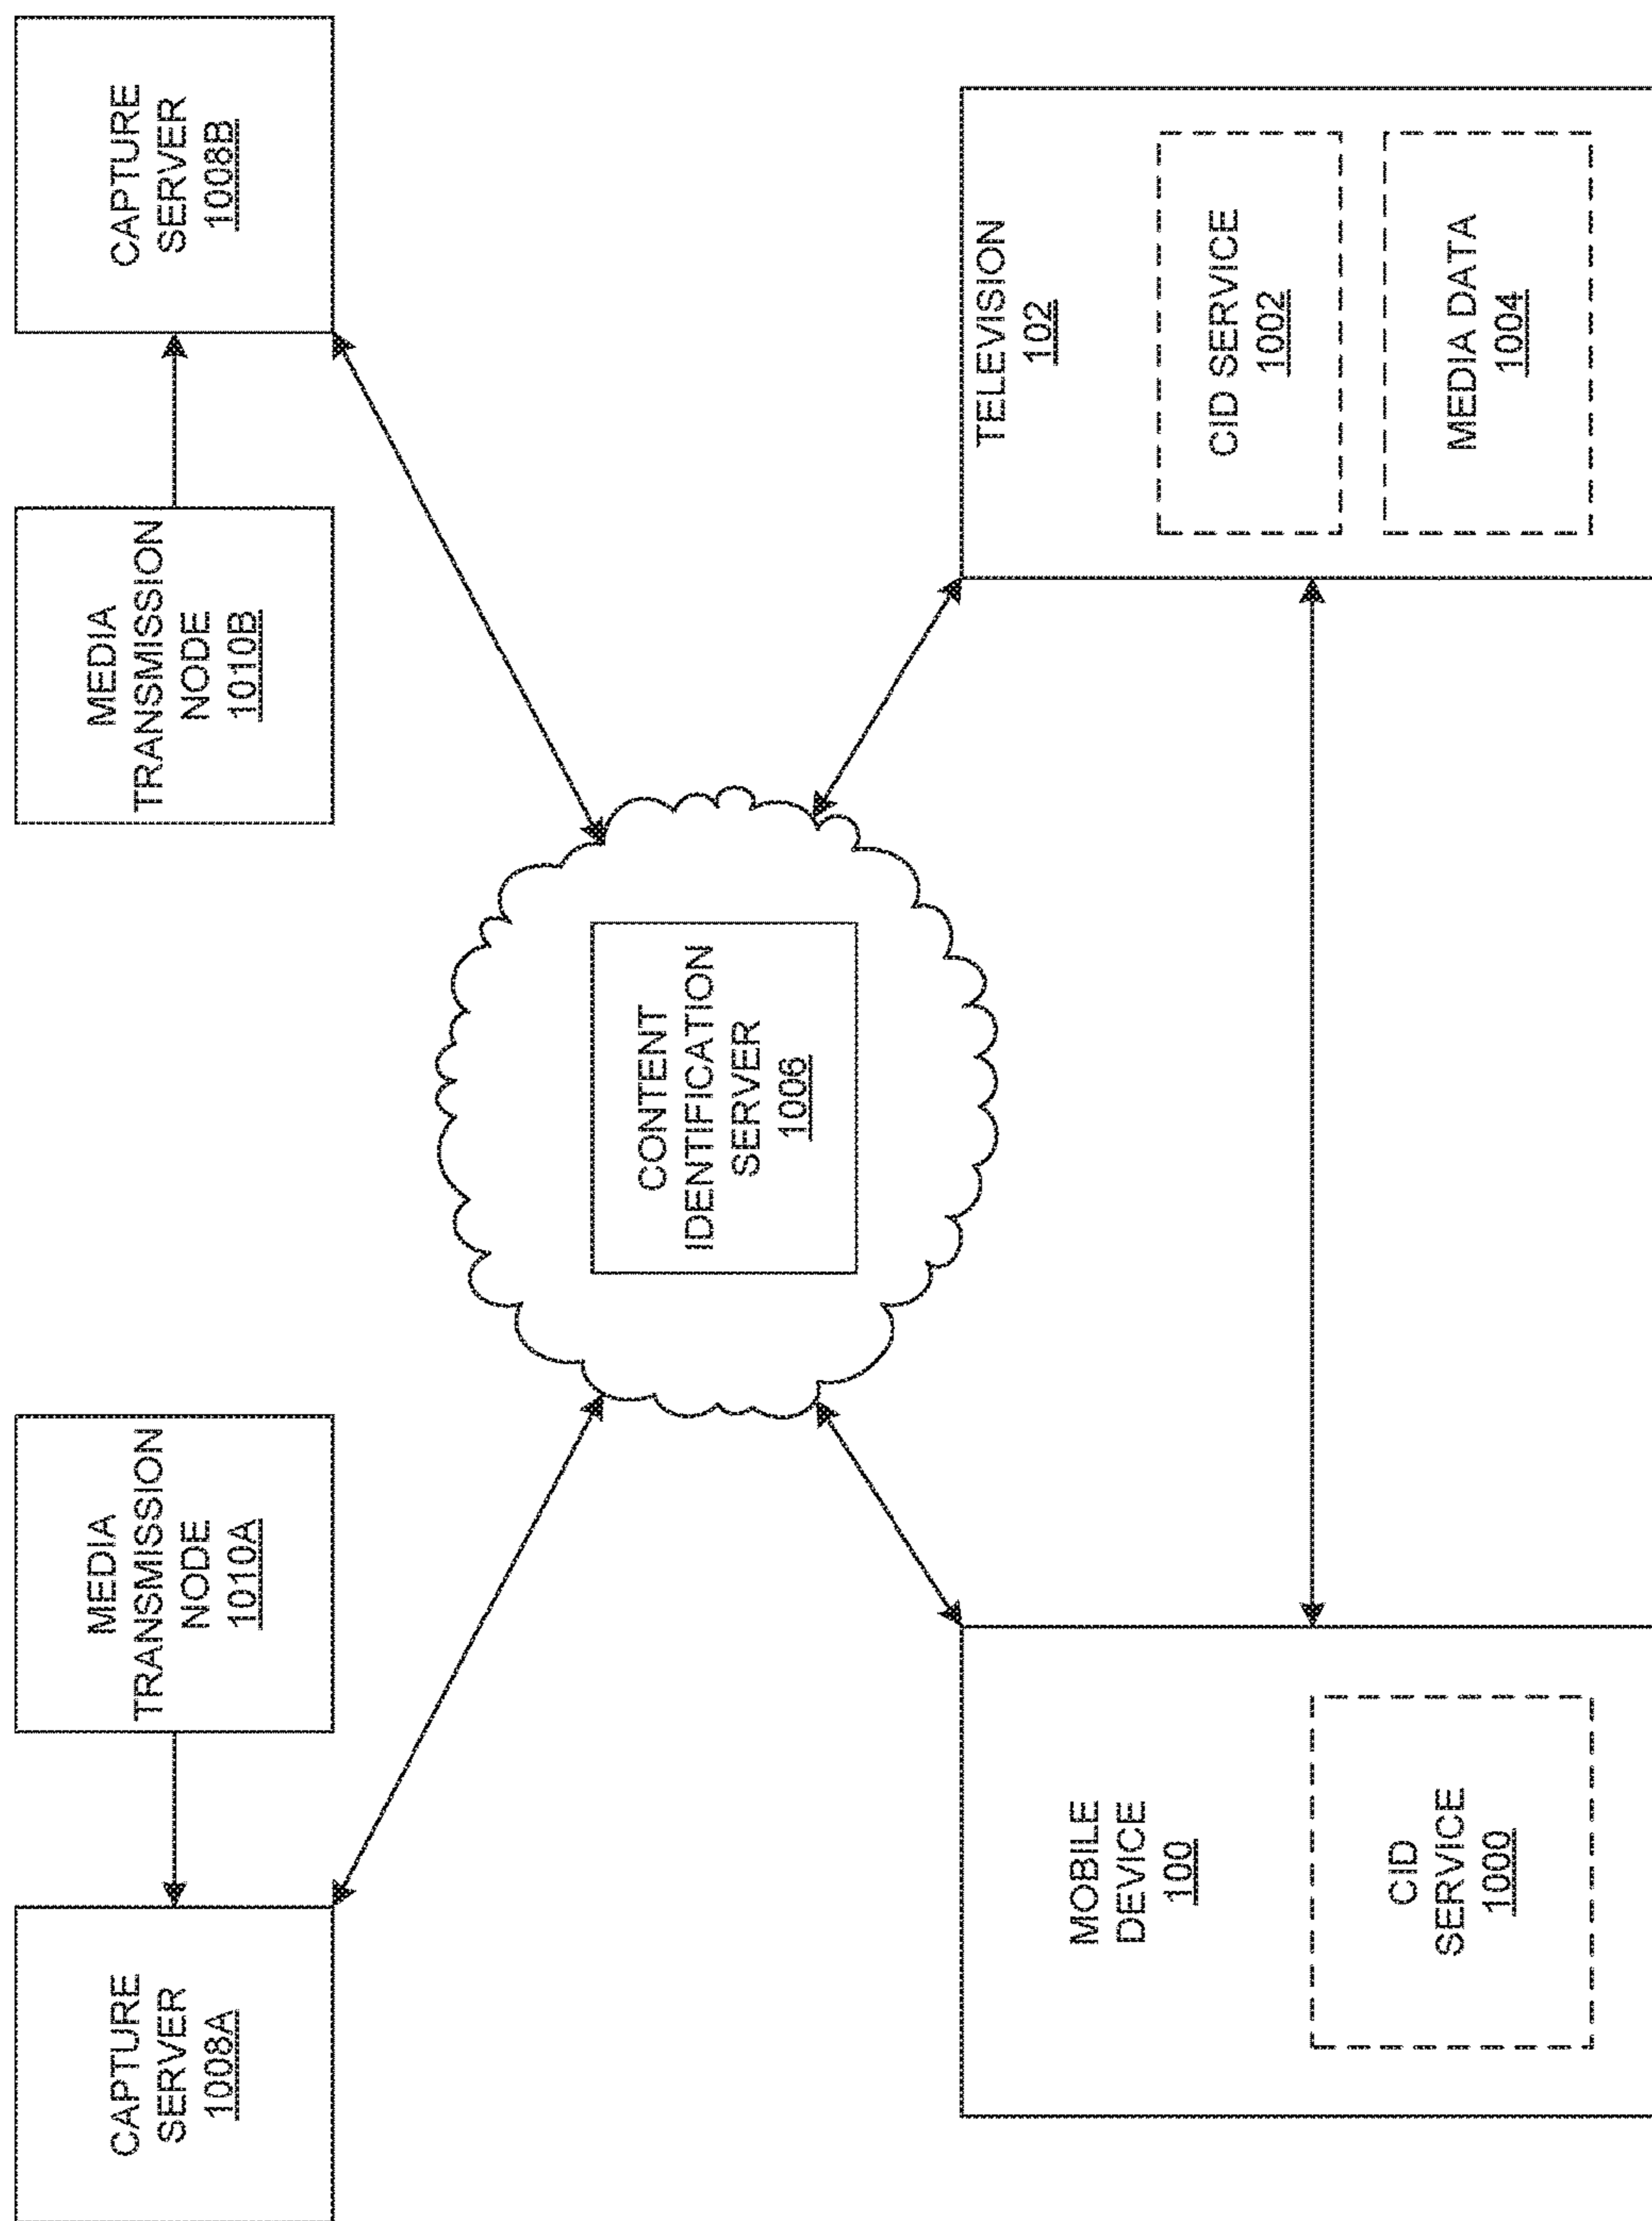 CAPTURE
SERVER
1008A
MEDIA
TRANSMISSION
NODE
1010A
MEDIA
TRANSMISSION
NODE
1010B
CAPTURE
SERVER
1008B
CONTENT
IDENTIFICATION
SERVER
1006
MOBILE
DEVICE
100
CID
SERVICE
1000
TELEVISION
102
CID SERVICE
1002
MEDIA DATA
1004